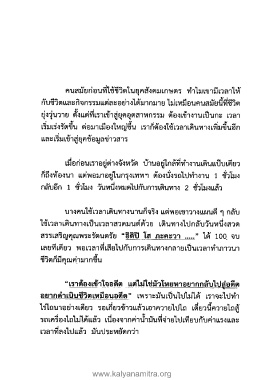 คนสมัยก่อนที่ใช้ชีวิตในยุคสังคมเกษตร ทำไมเขามีเวลาให้
กับชีวิตและกิจกรรมแต่ละอย่างได้มากมาย ไม่เหมือนคนสมัยนี้ที่ชีวิต
ยุ่งวุ่นวาย ตั้งแต่ที่เราเข้าสู่ยุคอุตสาหกรรม ต้องเข้างานเป็นกะ เวลา
เริ่มเร่งรัดขึ้น ต่อมาเมืองใหญ่ขึ้น เราก็ต้องใช้เวลาเดินทางเพิ่มขึ้นอีก
และเริ่มเข้าสู่ยุคข้อมูลข่าวสาร
เมื่อก่อนเราอยู่ต่างจังหวัด บ้านอยู่ใกล้ที่ทำงานเดินแป๊บเดียว
ก็ถึงท้องนา แต่พอมาอยู่ในกรุงเทพฯ ต้องนั่งรถไปทำงาน 1 ชั่วโมง
กลับอีก 1 ชั่วโมง วันหนึ่งหมดไปกับการเดินทาง 2 ชั่วโมงแล้ว
บางคนใช้เวลาเดินทางนานก็จริง แต่พอเขาวางแผนดี ๆ กลับ
ใช้เวลาเดินทางเป็นเวลาสวดมนต์ด้วย เดินทางไปกลับวันหนึ่งสวด
สรรเสริญคุณพระรัตนตรัย "อิติปิ โส ภะคะวา ....." ได้ 100 จบ
เลยทีเดียว พอเวลาที่เสียไปกับการเดินทางกลายเป็นเวลาทำภาวนา
ชีวิตก็มีคุณค่ามากขึ้น
"เราต้องเข้าใจอดีต แต่ไม่ใช่มัวโหยหาอยากกลับไปสู่อดีต
อยากดำเนินชีวิตเหมือนอดีต" เพราะมันเป็นไปไม่ได้ เราจะไปทำ
ไร่ไถนาอย่างเดียว รอเกี่ยวข้าวแล้วเอาควายไปไถ เดี๋ยวนี้ควายไถสู้
รถเครื่องไถไม่ได้แล้ว เนื่องจากค่าน้ำมันที่จ่ายไปเทียบกับค่าแรงและ
เวลาที่ลงไปแล้ว มันประหยัดกว่า
www.kalyanamitra.org